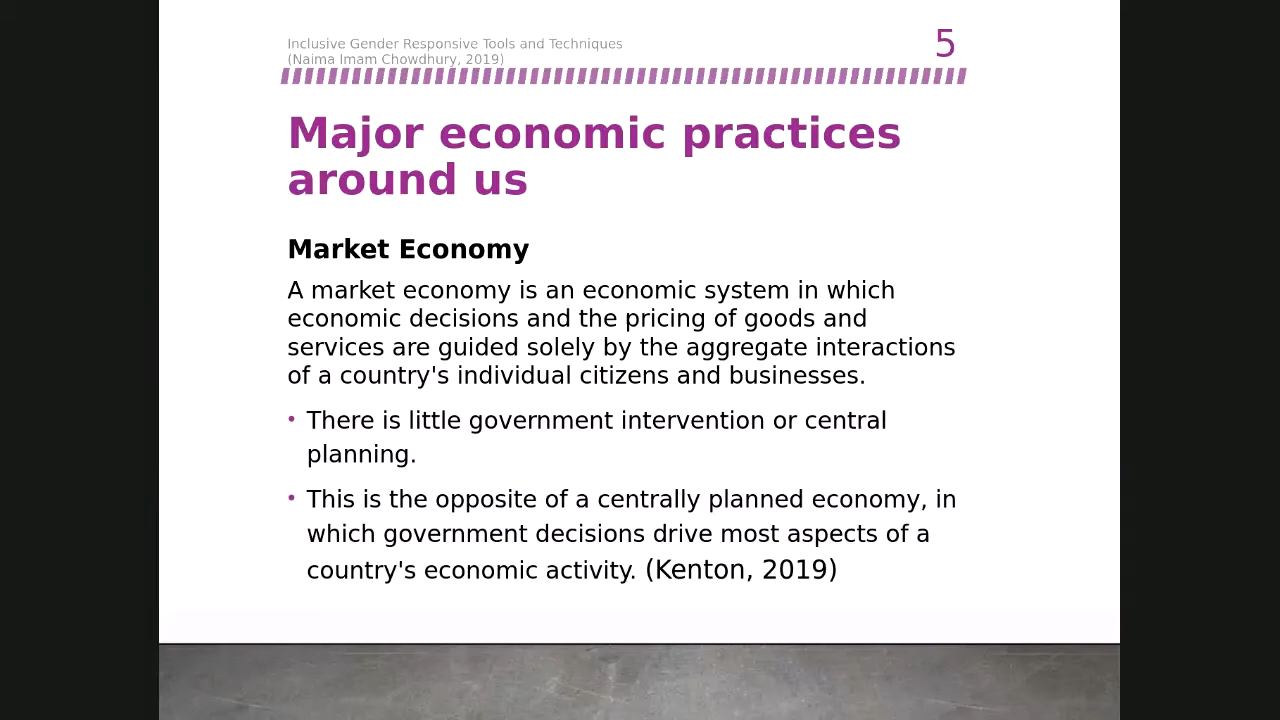 Inclusive Gender Responsive Tools and Techniques
(Naima Imam Chowdhury, 2019)
5
Major economic practices
around us
Market Economy
A market economy is an economic system in which
economic decisions and the pricing of goods and
services are guided solely by the aggregate interactions
of a country's individual citizens and businesses.
• There is little government intervention or central
planning.
• This is the opposite of a centrally planned economy, in
which government decisions drive most aspects of a
country's economic activity. (Kenton, 2019)